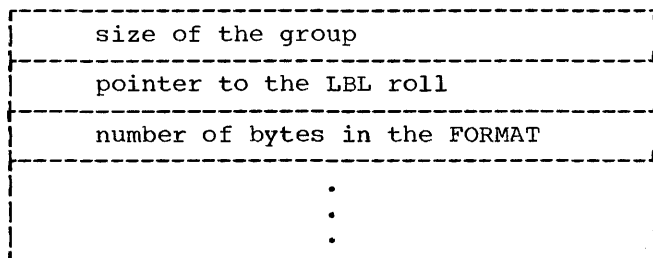 size of the group
pointer to the LBL roll
number of bytes in the FORMAT
.
.
.